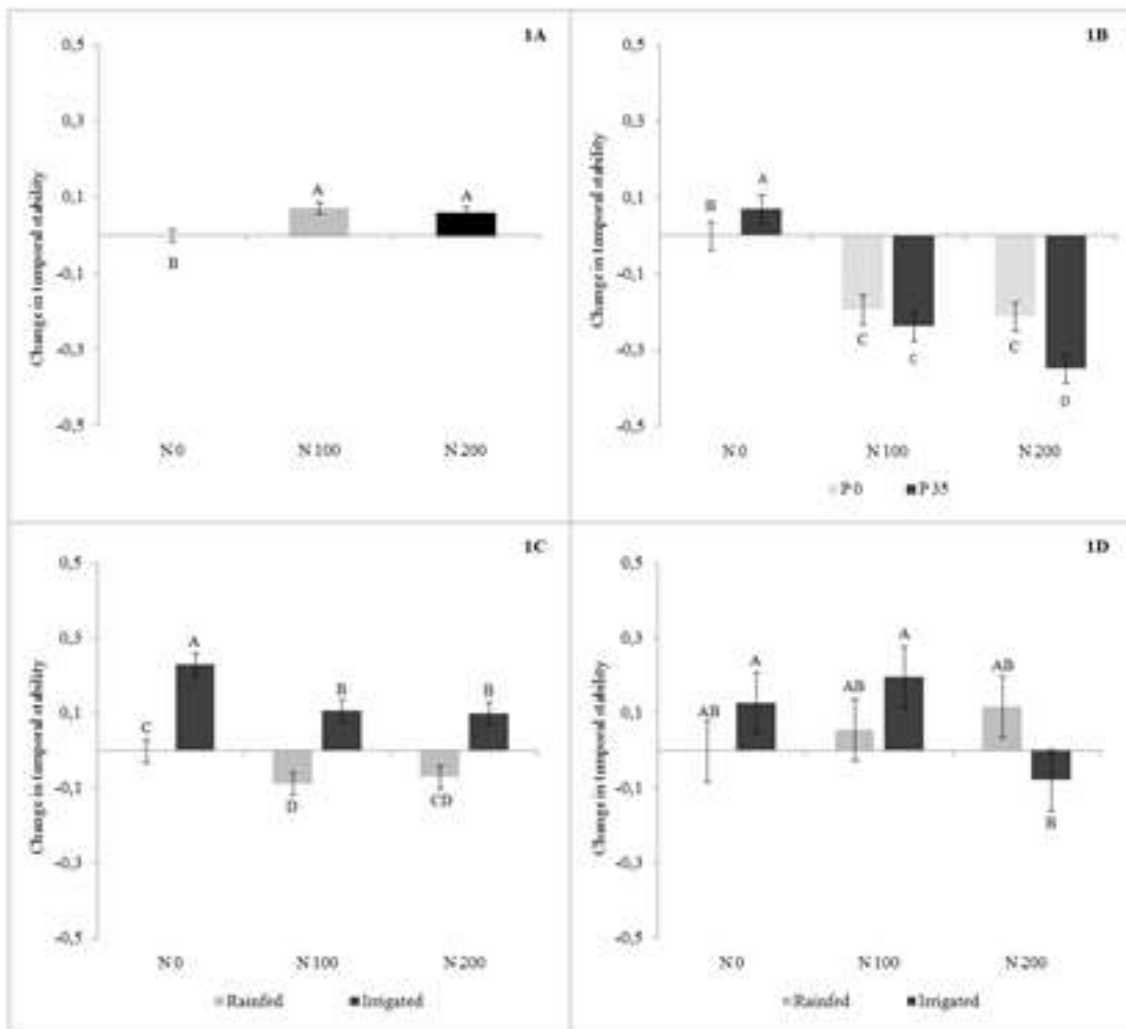 1A
0,5
0,3
0,1
-0,1
-0,3
-0,5
Change in temporal stability
B
A
A
N 0
N 100
N 200
1B
0,5
0,3
0,1
-0,1
-0,3
-0,5
Change in temporal stability
B
A
C
C
C
D
N 0
N 100
N 200
P 0
P 35
1C
0,5
0,3
0,1
-0,1
-0,3
-0,5
Change in temporal stability
C
A
D
B
CD
B
N 0
N 100
N 200
Rainfed
Irrigated
1D
0,5
0,3
0,1
-0,1
-0,3
-0,5
Change in temporal stability
AB
A
AB
A
AB
B
N 0
N 100
N 200
Rainfed
Irrigated